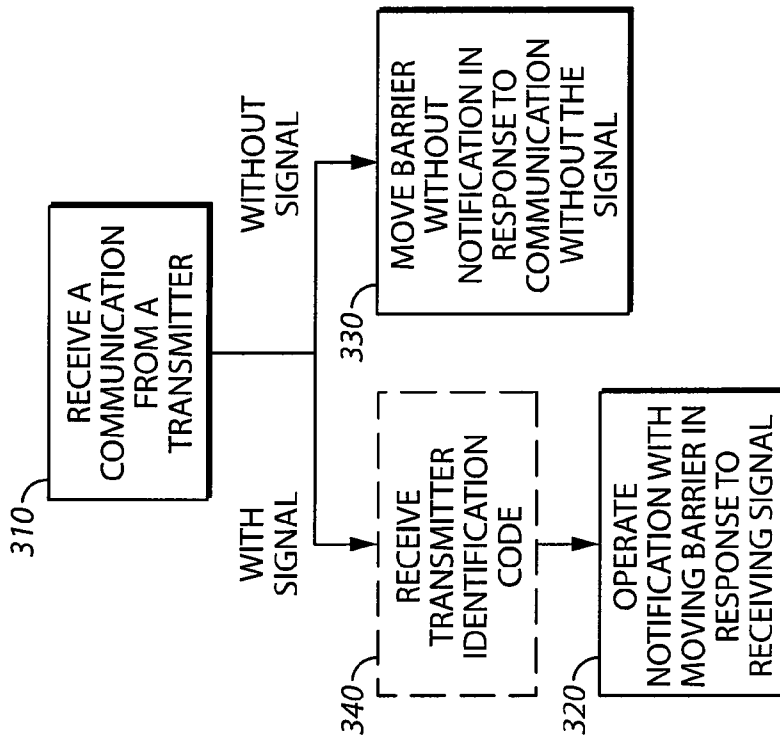 310
RECEIVE A
COMMUNICATION
FROM A
TRANSMITTER
WITH
SIGNAL
WITHOUT
SIGNAL
340
RECEIVE
TRANSMITTER
IDENTIFICATION
CODE
330
MOVE BARRIER
WITHOUT
NOTIFICATION IN
RESPONSE TO
COMMUNICATION
WITHOUT THE
SIGNAL
320
OPERATE
NOTIFICATION WITH
MOVING BARRIER IN
RESPONSE TO
RECEIVING SIGNAL